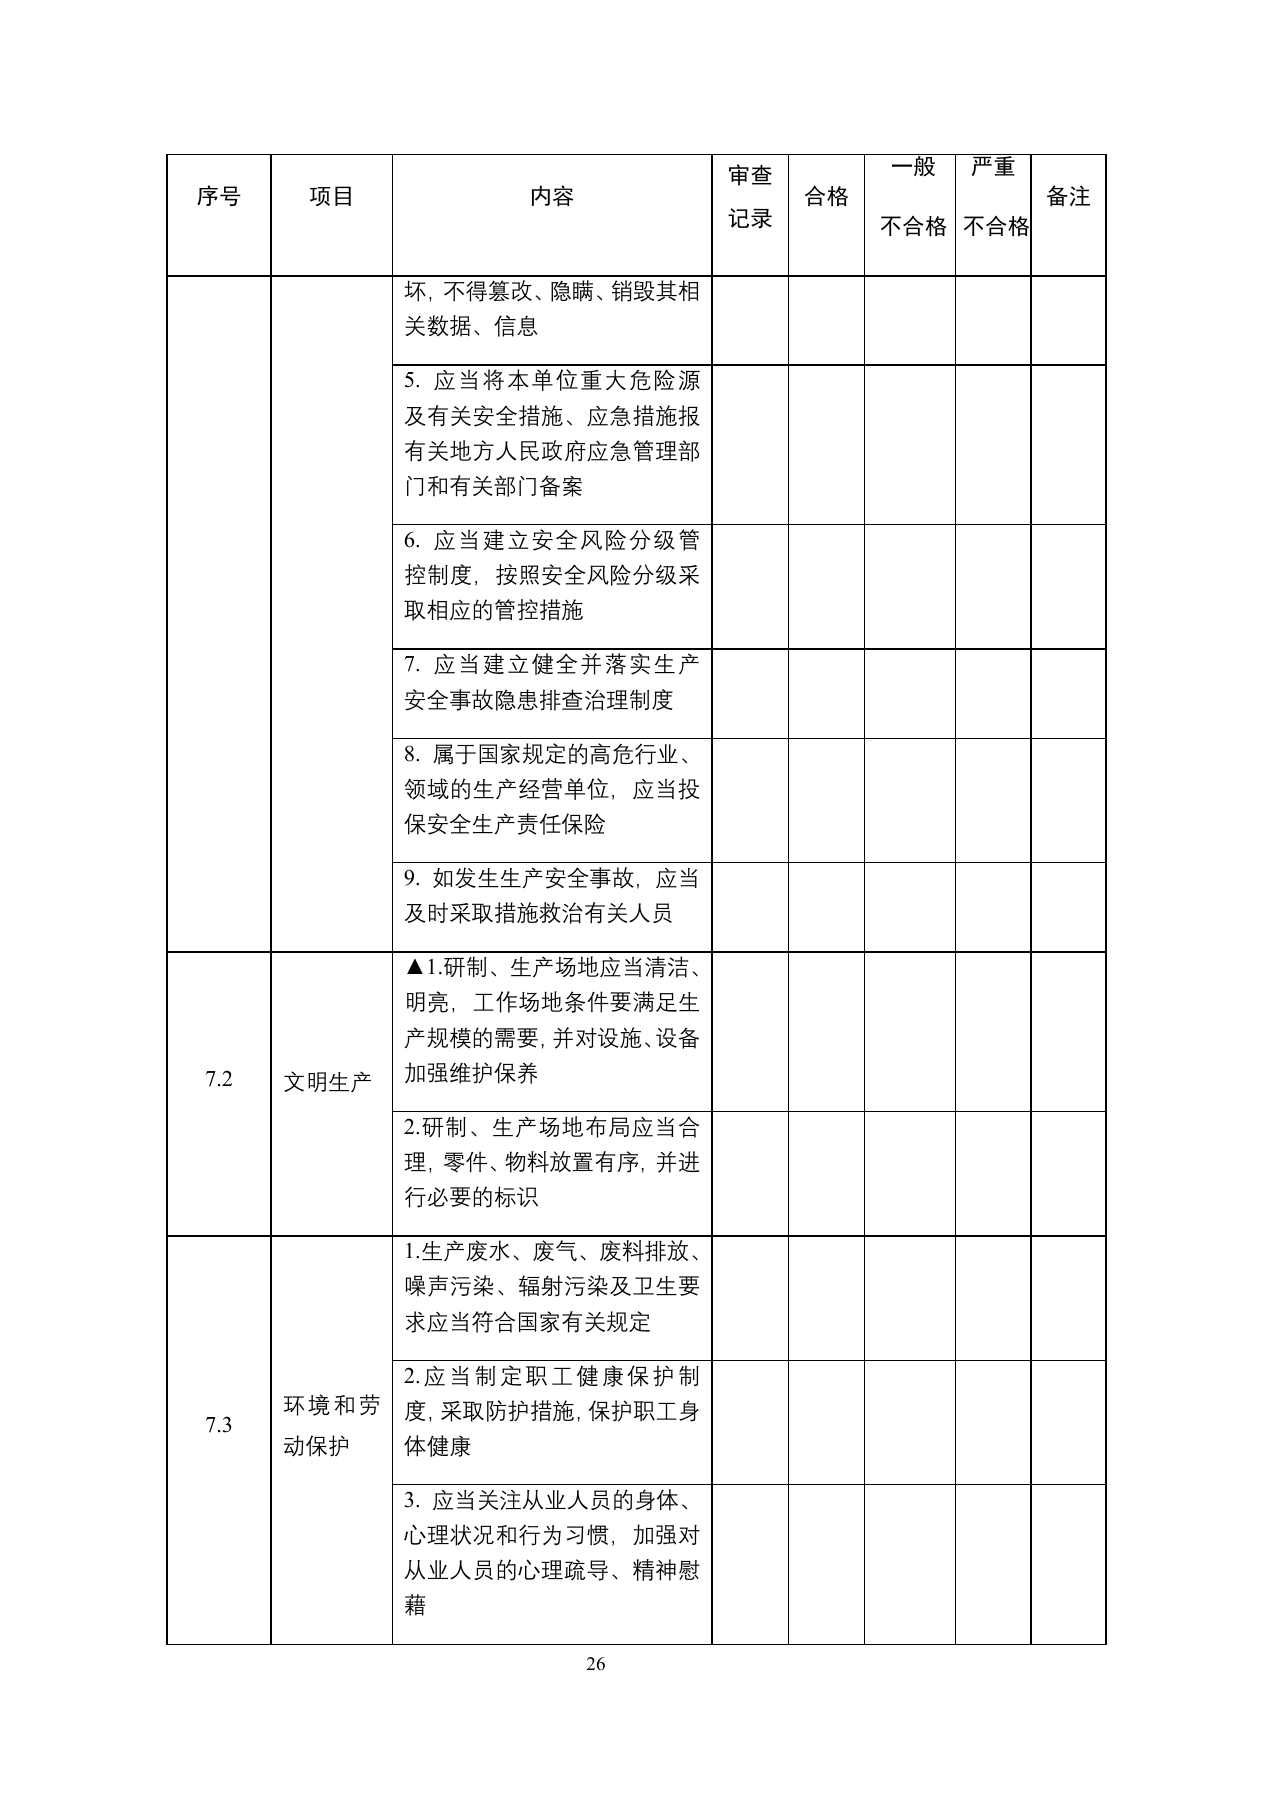 序号
项目
内容
审查
记录
合格
一般
不合格
严重
不合格
备注
坏，不得篡改、隐瞒、销毁其相
关数据、信息
5. 应当将本单位重大危险源
及有关安全措施、应急措施报
有关地方人民政府应急管理部
门和有关部门备案
6. 应当建立安全风险分级管
控制度，按照安全风险分级采
取相应的管控措施
7. 应当建立健全并落实生产
安全事故隐患排查治理制度
8. 属于国家规定的高危行业、
领域的生产经营单位，应当投
保安全生产责任保险
9. 如发生生产安全事故，应当
及时采取措施救治有关人员
7.2
文明生产
▲1.研制、生产场地应当清洁、
明亮，工作场地条件要满足生
产规模的需要，并对设施、设备
加强维护保养
2.研制、生产场地布局应当合
理，零件、物料放置有序，并进
行必要的标识
7.3
环境和劳
动保护
1.生产废水、废气、废料排放、
噪声污染、辐射污染及卫生要
求应当符合国家有关规定
2.应当制定职工健康保护制
度，采取防护措施，保护职工身
体健康
3. 应当关注从业人员的身体、
心理状况和行为习惯，加强对
从业人员的心理疏导、精神慰
藉
26